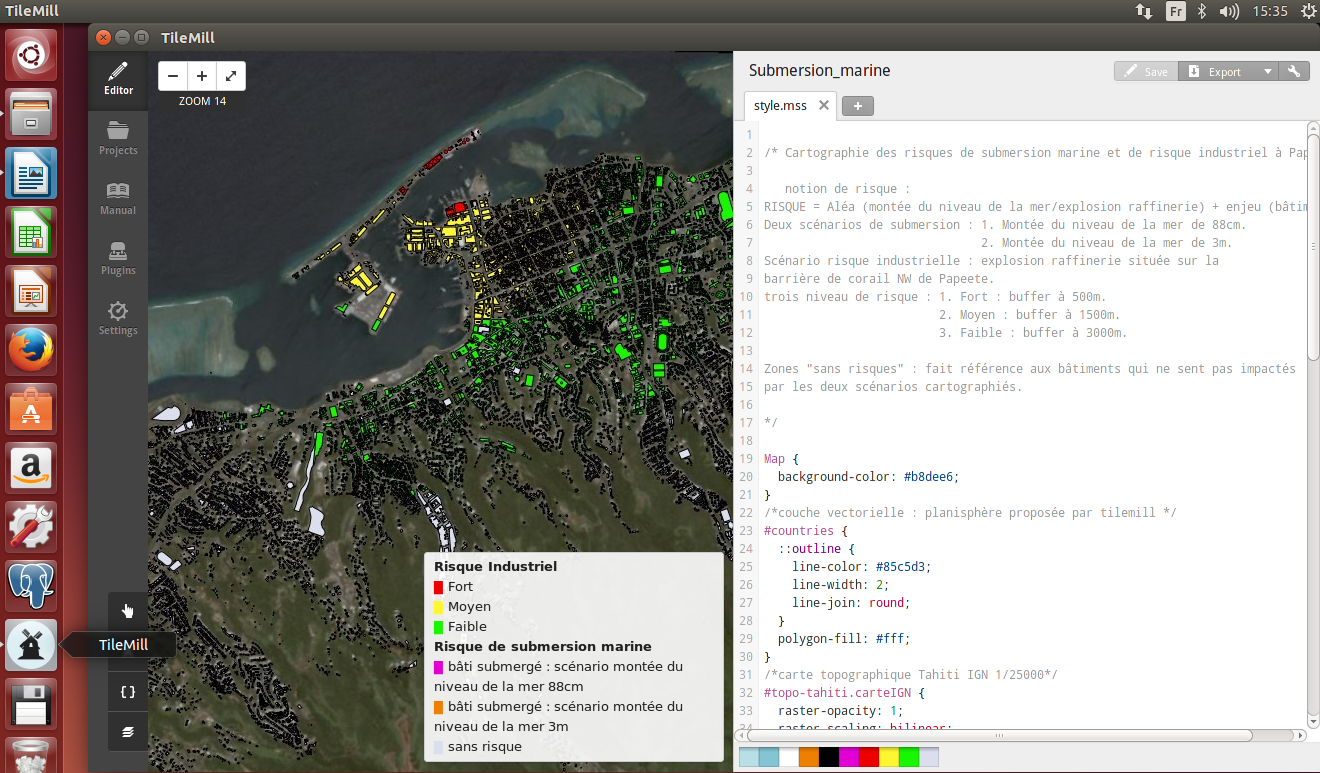 TileMill
Fr
15:35
TileMill
Editor
Projects
Manual
Plugins
Settings
ZOOM 14
Submersion_marine
Save
Export
style.mss
1
2 /* Cartographie des risques de submersion marine et de risque industriel à Pap
3
4 notion de risque :
5 RISQUE = Aléa (montée du niveau de la mer/explosion raffinerie) + enjeu (bâtim
6 Deux scénarios de submersion : 1. Montée du niveau de la mer de 88cm.
7 2. Montée du niveau de la mer de 3m.
8 Scénario risque industrielle : explosion raffinerie située sur la
9 barrière de corail NW de Papeete.
10 trois niveau de risque : 1. Fort : buffer à 500m.
11 2. Moyen : buffer à 1500m.
12 3. Faible : buffer à 3000m.
13
14 Zones "sans risques" : fait référence aux bâtiments qui ne sent pas impactés
15 par les deux scénarios cartographiés.
16
17 */
18
19 Map {
20 background-color: #b8dee6;
21 }
22 /*couche vectorielle : planisphère proposée par tilemill */
23 #countries {
24 ::outline {
25 line-color: #85c5d3;
26 line-width: 2;
27 line-join: round;
28 }
29 polygon-fill: #fff;
30 }
31 /*carte topographique Tahiti IGN 1/25000*/
32 #topo-tahiti.carteIGN {
33 raster-opacity: 1;
34 raster-scaling: bilinear;
Risque Industriel
Fort
Moyen
Faible
Risque de submersion marine
bâti submergé : scénario montée du
niveau de la mer 88cm
bâti submergé : scénario montée du
niveau de la mer 3m
sans risque
TileMill